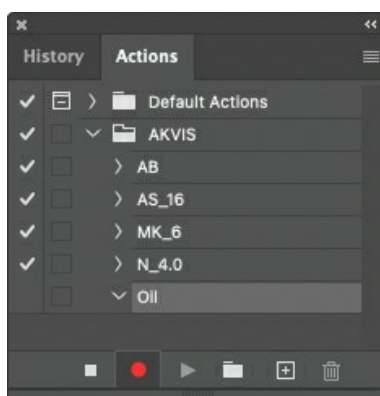 History Actions
Default Actions
AKVIS
AB
AS_16
MK_6
N_4.0
Oil